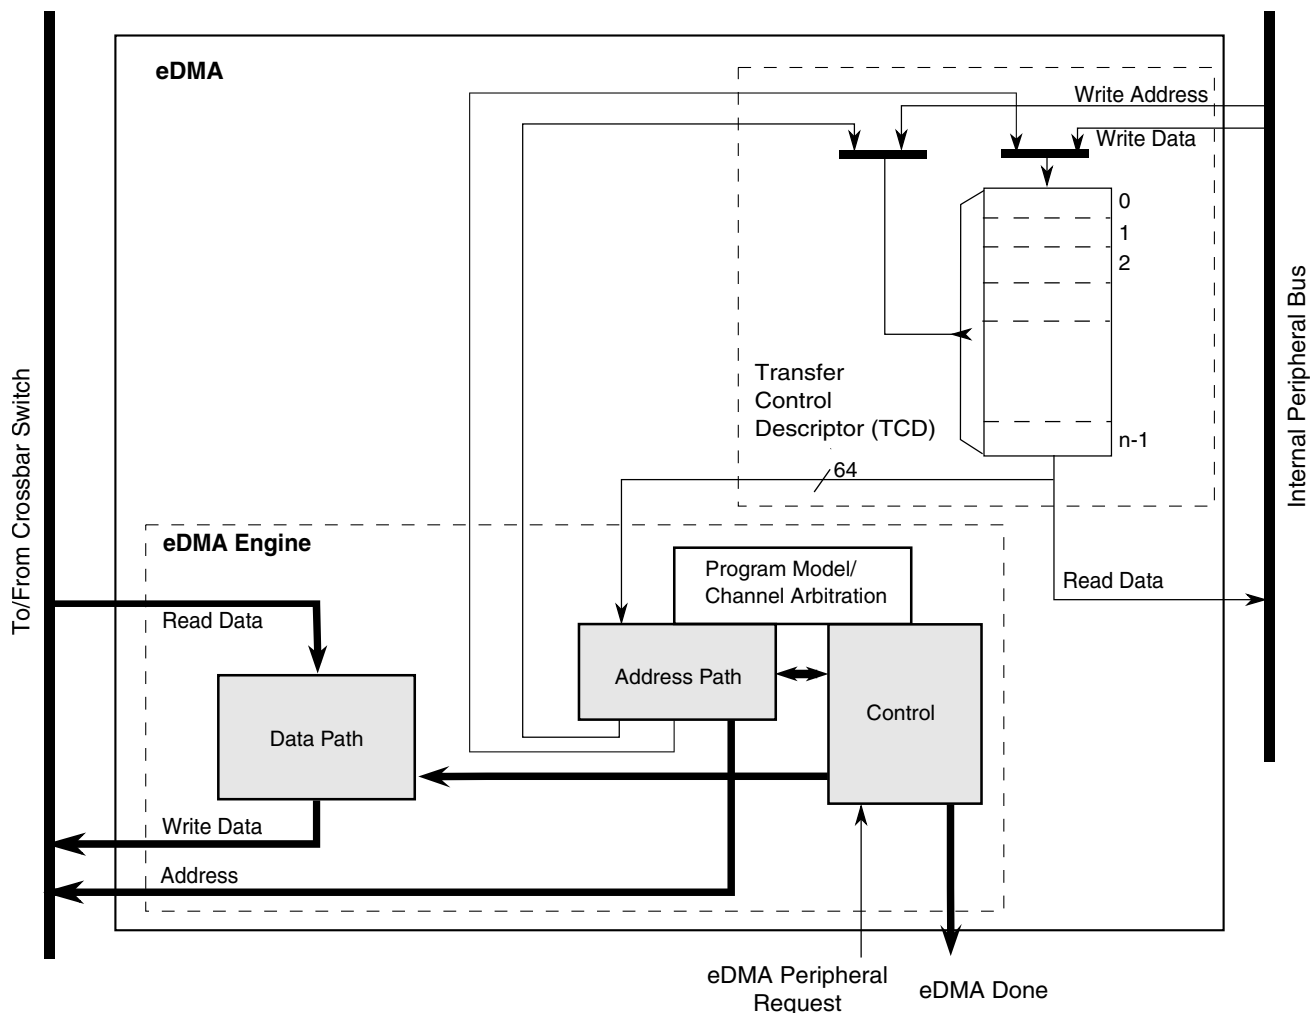 eDMA
Write Address
Write Data
0
1
2
n-1
Transfer
Control
Descriptor (TCD)
64
To/From Crossbar Switch
Internal Peripheral Bus
eDMA Engine
Program Model/
Channel Arbitration
Read Data
Read Data
Address Path
Control
Data Path
Write Data
Address
eDMA Peripheral
Request
eDMA Done